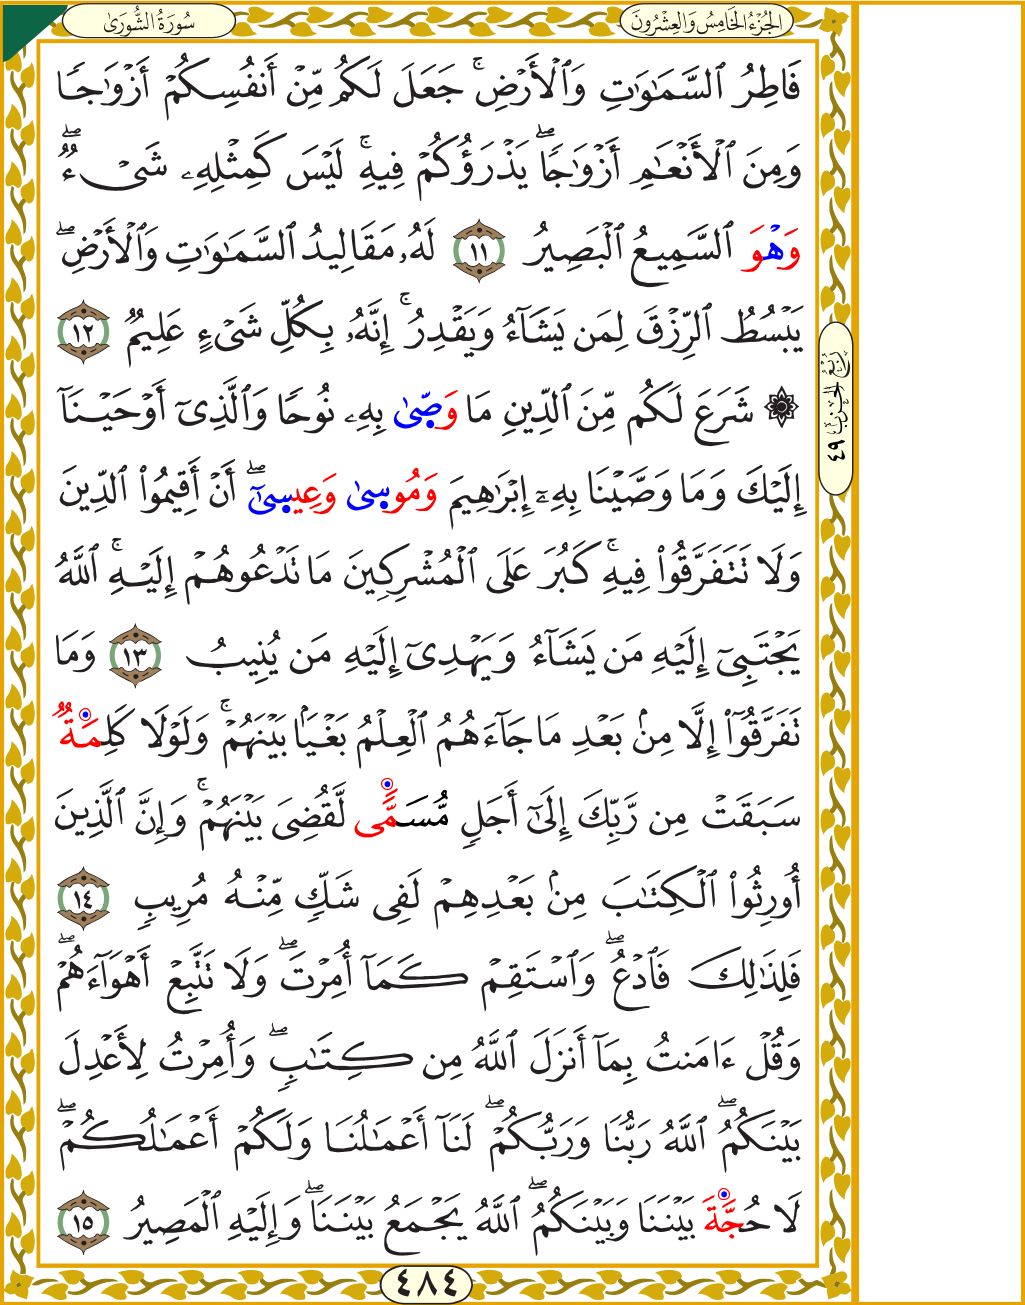 الجُزْءُ الخَامِسُ وَالعِشْرُونَ
سُورَةُ الشُّورَىٰ
فَاطِرُ ٱلسَّمَٰوَٰتِ وَٱلْأَرْضِۚ جَعَلَ لَكُم مِّنْ أَنفُسِكُمْ أَزْوَٰجًا
وَمِنَ ٱلْأَنْعَٰمِ أَزْوَٰجًاۖ يَذْرَؤُكُمْ فِيهِۚ لَيْسَ كَمِثْلِهِۦ شَىْءٌۖ
وَهْوَ ٱلسَّمِيعُ ٱلْبَصِيرُ ١١ لَهُۥ مَقَالِيدُ ٱلسَّمَٰوَٰتِ وَٱلْأَرْضِۖ
يَبْسُطُ ٱلرِّزْقَ لِمَن يَشَآءُ وَيَقْدِرُۚ إِنَّهُۥ بِكُلِّ شَىْءٍ عَلِيمٌ ١٢
۞ شَرَعَ لَكُم مِّنَ ٱلدِّينِ مَا وَصّىٰ بِهِۦ نُوحًا وَٱلَّذِىٓ أَوْحَيْنَآ
إِلَيْكَ وَمَا وَصَّيْنَا بِهِۦٓ إِبْرَٰهِيمَ وَمُوسىٰ وَعِيسىٰٓۖ أَنْ أَقِيمُوا۟ ٱلدِّينَ
وَلَا تَتَفَرَّقُوا۟ فِيهِۚ كَبُرَ عَلَى ٱلْمُشْرِكِينَ مَا تَدْعُوهُمْ إِلَيْهِۚ ٱللَّهُ
يَجْتَبِىٓ إِلَيْهِ مَن يَشَآءُ وَيَهْدِىٓ إِلَيْهِ مَن يُنِيبُ ١٣ وَمَا
تَفَرَّقُوٓا۟ إِلَّا مِنۢ بَعْدِ مَا جَآءَهُمُ ٱلْعِلْمُ بَغْيًۢا بَيْنَهُمْۚ وَلَوْلَا كَلِمَةٌ
سَبَقَتْ مِن رَّبِّكَ إِلَىٰٓ أَجَلٍ مُّسَمًّى لَّقُضِىَ بَيْنَهُمْۚ وَإِنَّ ٱلَّذِينَ
أُورِثُوا۟ ٱلْكِتَٰبَ مِنۢ بَعْدِهِمْ لَفِى شَكٍّ مِّنْهُ مُرِيبٍ ١٤
فَلِذَٰلِكَ فَٱدْعُۖ وَٱسْتَقِمْ كَمَآ أُمِرْتَۖ وَلَا تَتَّبِعْ أَهْوَآءَهُمْۖ
وَقُلْ ءَامَنتُ بِمَآ أَنزَلَ ٱللَّهُ مِن كِتَٰبٍۖ وَأُمِرْتُ لِأَعْدِلَ
بَيْنَكُمُۖ ٱللَّهُ رَبُّنَا وَرَبُّكُمْۖ لَنَآ أَعْمَٰلُنَا وَلَكُمْ أَعْمَٰلُكُمْۖ
لَا حُجَّةَ بَيْنَنَا وَبَيْنَكُمُۖ ٱللَّهُ يَجْمَعُ بَيْنَنَاۖ وَإِلَيْهِ ٱلْمَصِيرُ ١٥
رُبْعُ الحِزْبِ ٤٩
٤٨٤